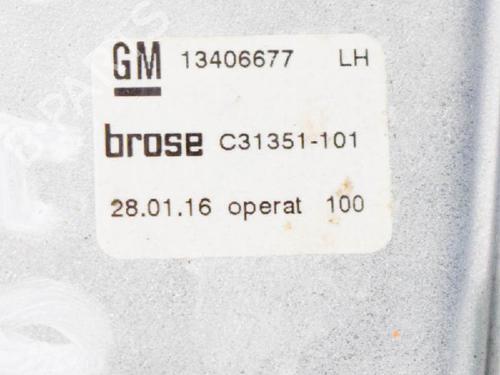 GM 13406677 LH
brose C31351-101
28.01.16 operat 100